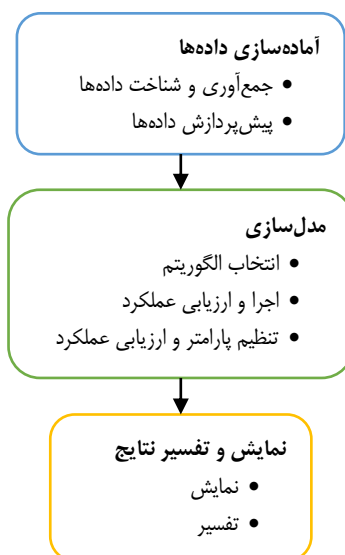 آماده‌سازی داده‌ها
• جمع‌آوری و شناخت داده‌ها
• پیش‌پردازش داده‌ها
مدل‌سازی
• انتخاب الگوریتم
• اجرا و ارزیابی عملکرد
• تنظیم پارامتر و ارزیابی عملکرد
نمایش و تفسیر نتایج
• نمایش
• تفسیر